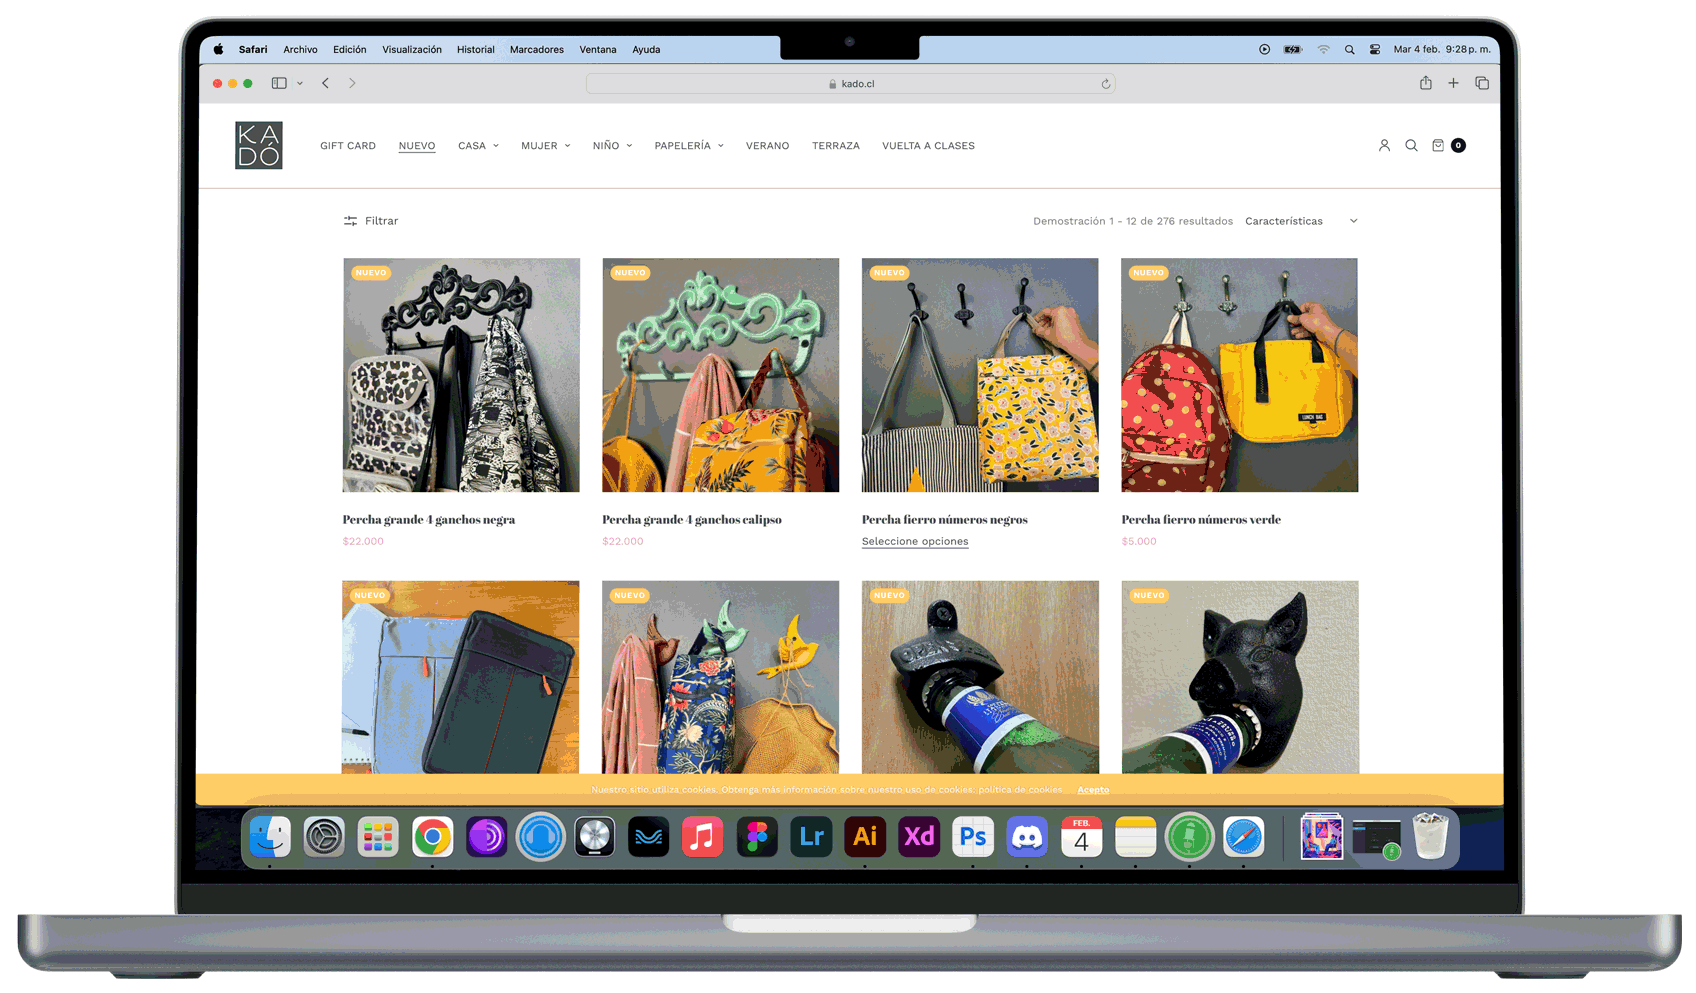 Safari Archivo Edición Visualización Historial Marcadores Ventana Ayuda Mar 4 feb. 9:28 p. m.
kado.cl
KA
DÓ
GIFT CARD NUEVO CASA MUJER NIÑO PAPELERÍA VERANO TERRAZA VUELTA A CLASES 0
Filtrar Demostración 1 - 12 de 276 resultados Características
NUEVO NUEVO NUEVO NUEVO
LUNCH BAG
Percha grande 4 ganchos negra Percha grande 4 ganchos calipso Percha fierro números negros Percha fierro números verde
$22.000 $22.000 Seleccione opciones $5.000
NUEVO NUEVO NUEVO NUEVO
Nuestro sitio utiliza cookies. Obtenga más información sobre nuestro uso de cookies: política de cookies. Acepto
Lr Ai Xd Ps FEB. 4